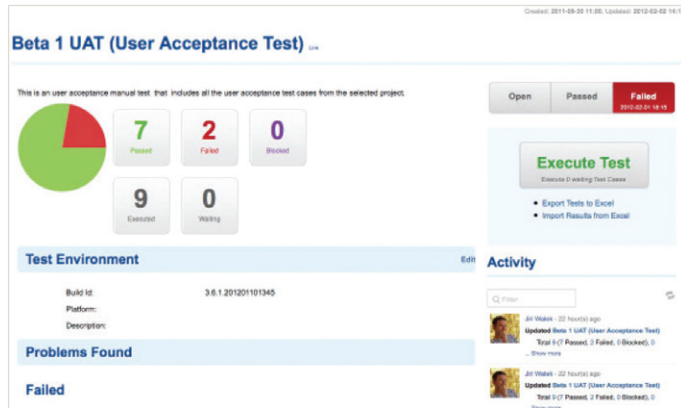 Created: 2011-09-30 11:00, Updated: 2012-02-02 14:1
Beta 1 UAT (User Acceptance Test) Link
This is an user acceptance manual test that includes all the user acceptance test cases from the selected project.
7
Passed
2
Failed
0
Blocked
9
Executed
0
Waiting
Open
Passed
Failed
2012-02-01 16:15
Execute Test
Execute 0 waiting Test Cases
Export Tests to Excel
Import Results from Excel
Test Environment
Edit
Build Id: 3.6.1.201201101345
Platform:
Description:
Problems Found
Failed
Activity
Filter
Jiri Walek - 22 hour(s) ago
Updated Beta 1 UAT (User Acceptance Test)
Total 9 (7 Passed, 2 Failed, 0 Blocked), 0
... Show more
Jiri Walek - 22 hour(s) ago
Updated Beta 1 UAT (User Acceptance Test)
Total 9 (7 Passed, 2 Failed, 0 Blocked), 0